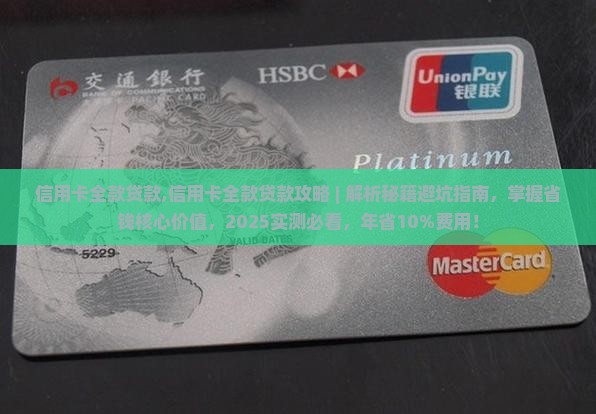 交通銀行 HSBC UnionPay
BANK OF COMMUNICATIONS 银联
PACIFIC CARD
Platinum
信用卡全款贷款,信用卡全款贷款攻略 | 解析秘籍避坑指南，掌握省
钱核心价值，2025实测必看，年省10%费用！
VALID DATES
5229
MasterCard